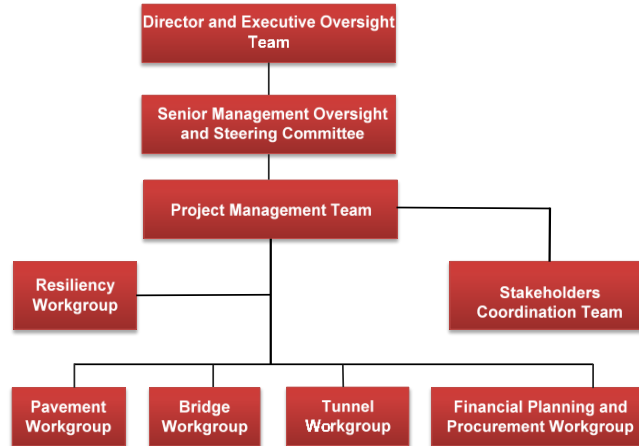 Director and Executive Oversight
Team
Senior Management Oversight
and Steering Committee
Project Management Team
Resiliency
Workgroup
Stakeholders
Coordination Team
Pavement
Workgroup
Bridge
Workgroup
Tunnel
Workgroup
Financial Planning and
Procurement Workgroup